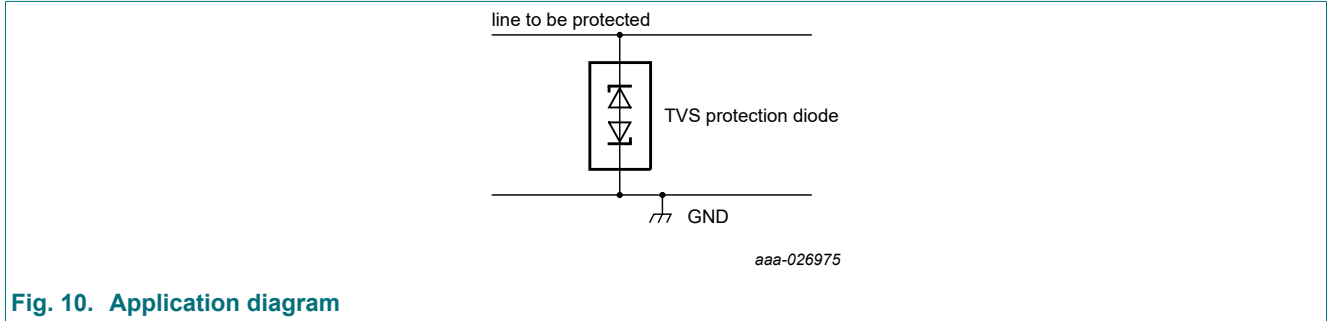 line to be protected
TVS protection diode
GND
aaa-026975
Fig. 10. Application diagram